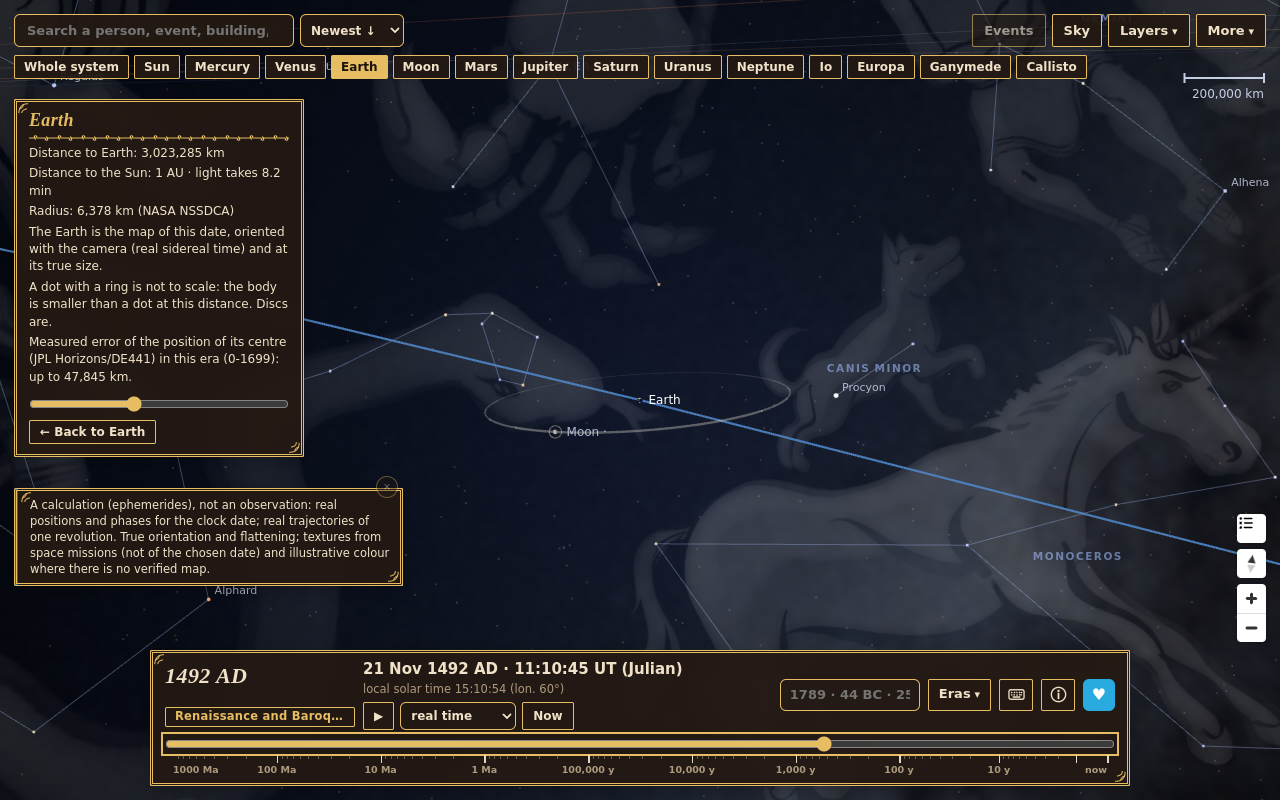 Search a person, event, building,
Newest ↓
Events
Sky
Layers ▾
More ▾
Whole system
Sun
Mercury
Venus
Earth
Moon
Mars
Jupiter
Saturn
Uranus
Neptune
Io
Europa
Ganymede
Callisto
200,000 km
Alhena
Earth
Distance to Earth: 3,023,285 km
Distance to the Sun: 1 AU · light takes 8.2
min
Radius: 6,378 km (NASA NSSDCA)
The Earth is the map of this date, oriented
with the camera (real sidereal time) and at
its true size.
A dot with a ring is not to scale: the body
is smaller than a dot at this distance. Discs
are.
Measured error of the position of its centre
(JPL Horizons/DE441) in this era (0-1699):
up to 47,845 km.
← Back to Earth
CANIS MINOR
Procyon
Earth
Moon
A calculation (ephemerides), not an observation: real
positions and phases for the clock date; real trajectories of
one revolution. True orientation and flattening; textures from
space missions (not of the chosen date) and illustrative colour
where there is no verified map.
MONOCEROS
Alphard
1492 AD
21 Nov 1492 AD · 11:10:45 UT (Julian)
local solar time 15:10:54 (lon. 60°)
Renaissance and Baroq...
▶
real time
Now
1789 · 44 BC · 25
Eras ▾
1000 Ma
100 Ma
10 Ma
1 Ma
100,000 y
10,000 y
1,000 y
100 y
10 y
now